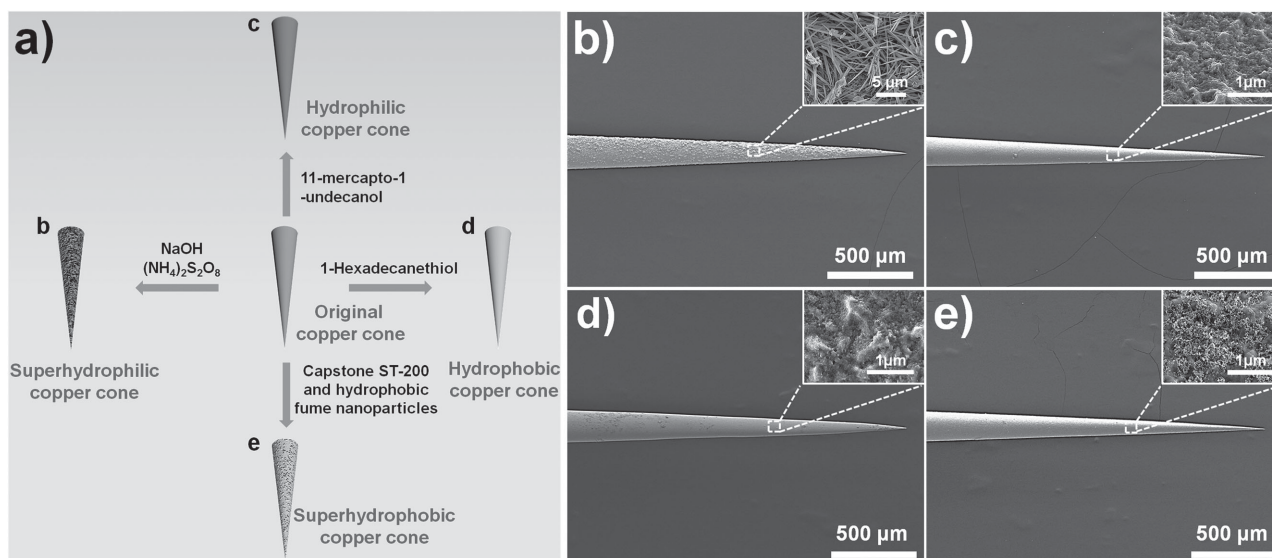 a)
c
Hydrophilic
copper cone
11-mercapto-1
-undecanol
b
NaOH
(NH₄)₂S₂O₈
Superhydrophilic
copper cone
Original
copper cone
d
1-Hexadecanethiol
Hydrophobic
copper cone
Capstone ST-200
and hydrophobic
fume nanoparticles
e
Superhydrophobic
copper cone
b)
5 µm
500 µm
c)
1µm
500 µm
d)
1µm
500 µm
e)
1µm
500 µm